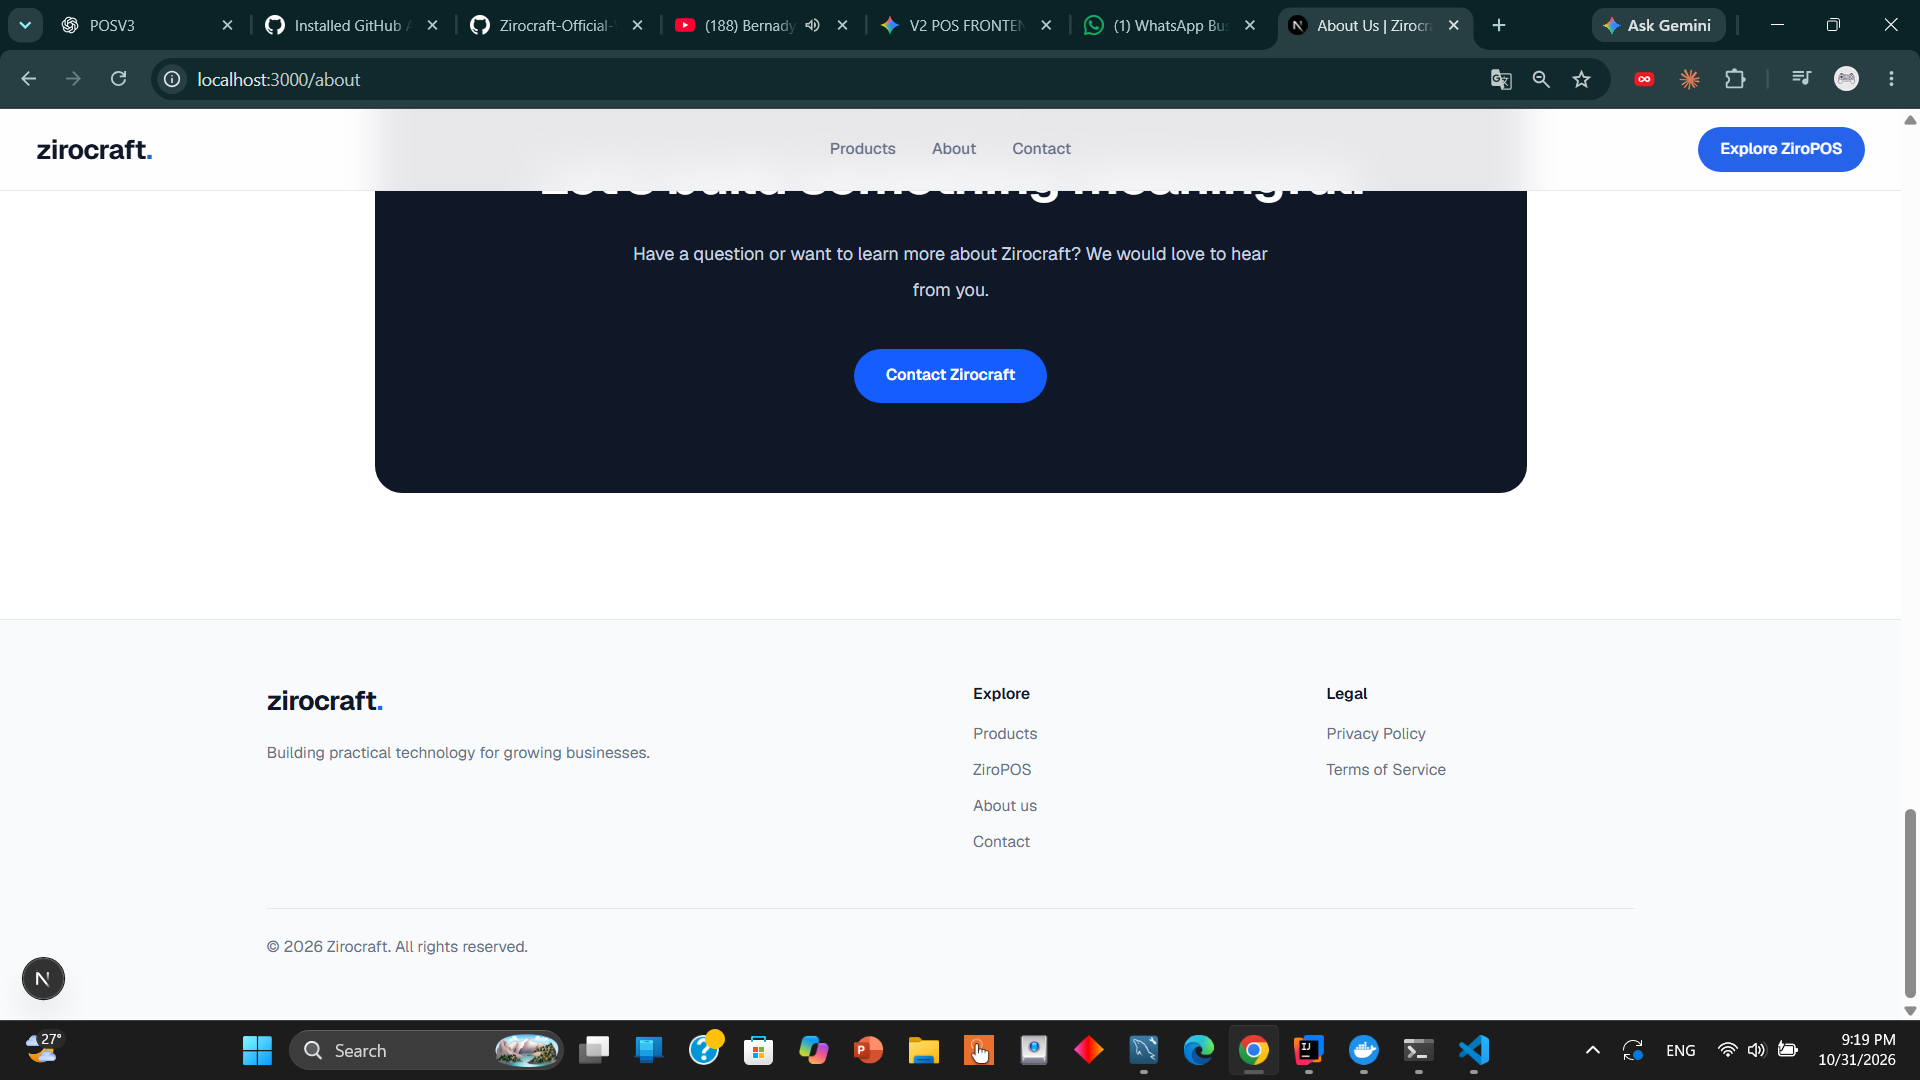 POSV3
Installed GitHub A
Zirocraft-Official-
(188) Bernady
V2 POS FRONTEN
(1) WhatsApp Bu
About Us | Zirocr
Ask Gemini
localhost:3000/about
zirocraft.
Products
About
Contact
Explore ZiroPOS
Let's build something meaningful.
Have a question or want to learn more about Zirocraft? We would love to hear
from you.
Contact Zirocraft
zirocraft.
Building practical technology for growing businesses.
Explore
Products
ZiroPOS
About us
Contact
Legal
Privacy Policy
Terms of Service
© 2026 Zirocraft. All rights reserved.
N
27°
Search
ENG
9:19 PM
10/31/2026